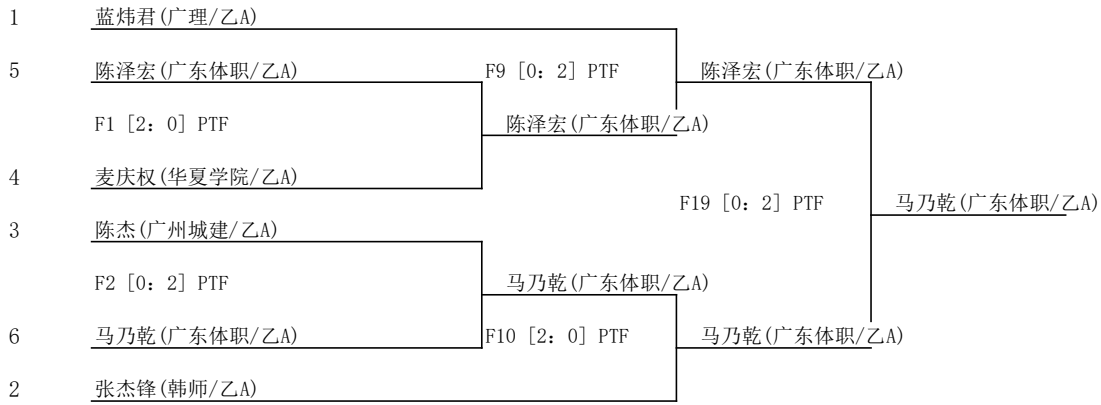 1 蓝炜君(广理/乙A)
5 陈泽宏(广东体职/乙A) F9 [0: 2] PTF 陈泽宏(广东体职/乙A)
F1 [2: 0] PTF 陈泽宏(广东体职/乙A)
4 麦庆权(华夏学院/乙A)
F19 [0: 2] PTF 马乃乾(广东体职/乙A)
3 陈杰(广州城建/乙A)
F2 [0: 2] PTF 马乃乾(广东体职/乙A)
6 马乃乾(广东体职/乙A) F10 [2: 0] PTF 马乃乾(广东体职/乙A)
2 张杰锋(韩师/乙A)